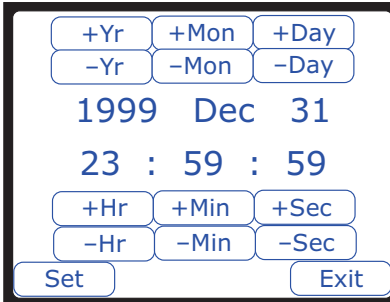 +Yr +Mon +Day
–Yr –Mon –Day
1999 Dec 31
23 : 59 : 59
+Hr +Min +Sec
–Hr –Min –Sec
Set Exit